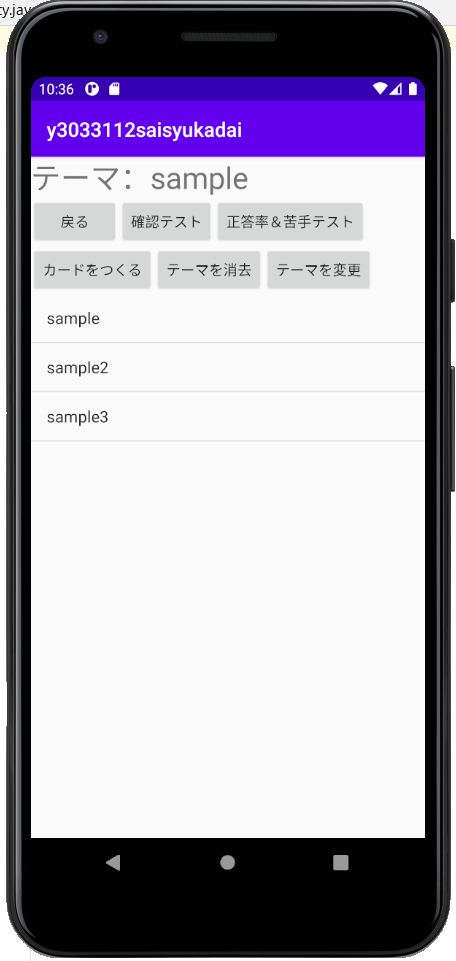 ty.jav
10:36
y3033112saisyukadai
テーマ：sample
戻る 確認テスト 正答率＆苦手テスト
カードをつくる テーマを消去 テーマを変更
sample
sample2
sample3